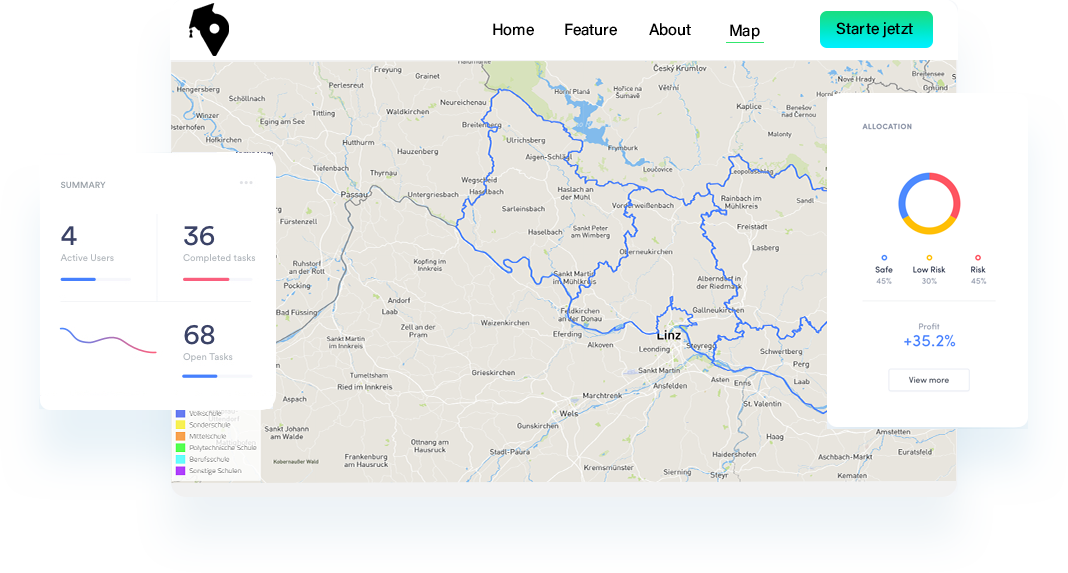 Home Feature About Map Starte jetzt
Freyung
Grainet
Český Krumlov
Nové Hrady
Hengersberg
Schöllnach
Perlesreut
Větřní
Horní Planá
Hořice na
Šumavě
Kaplice
Benešov
nad Černou
Gmünd
Winzer
Tittling
Waldkirchen
Neureichenau
Eging am See
Breitenberg
Ulrichsberg
Frymburk
Malonty
Hofkirchen
Hutthurm
Hauzenberg
Aigen-Schlägl
Loučovice
Leopoldschlag
Tiefenbach
Thyrnau
Wegscheid
Passau
Untergriesbach
Haselbach
Haslach an
der Mühl
Vorderweißenbach
Rainbach im
Mühlkreis
Sandl
Sarleinsbach
Fürstenzell
Haselbach
Sankt Peter
am Wimberg
Freistadt
Oberneukirchen
Lasberg
Ruhstorf
an der Rott
Kopfing im
Innkreis
Sankt Martin
im Mühlkreis
Alberndorf in
der Riedmark
Pocking
Andorf
Laab
Bad Füssing
Zell an der
Pram
Waizenkirchen
Feldkirchen
an der Donau
Gallneukirchen
Eferding
Alkoven
Linz
Leonding
Steyregg
Schwertberg
Perg
Sankt Martin
im Innkreis
Grieskirchen
Sankt Martin
Ansfelden
Asten
Enns
Laab
Tumeltsham
Ried im Innkreis
Marchtrenk
Aspach
Wels
St. Valentin
Gunskirchen
Sankt Johann
am Walde
Haag
Amstetten
Ottnang am
Hausruck
Stadl-Paura
Haidershofen
Aschbach-Markt
Euratsfeld
Kobernaußer Wald
Frankenburg
am Hausruck
Kremsmünster
Sierning
Steyr
Kematen
SUMMARY
4
Active Users
36
Completed tasks
68
Open Tasks
Volkschule
Sonderschule
Mittelschule
Polytechnische Schule
Berufsschule
Sonstige Schulen
ALLOCATION
Safe Low Risk Risk
45% 30% 45%
Profit
+35.2%
View more